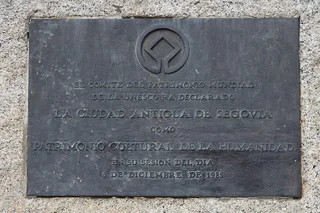 EL COMITE DEL PATRIMONIO MUNDIAL
DE LA UNESCO HA DECLARADO
LA CIUDAD ANTIGUA DE SEGOVIA
COMO
PATRIMONIO CULTURAL DE LA HUMANIDAD
EN SU SESION DEL DIA
6 DE DICIEMBRE DE 1985